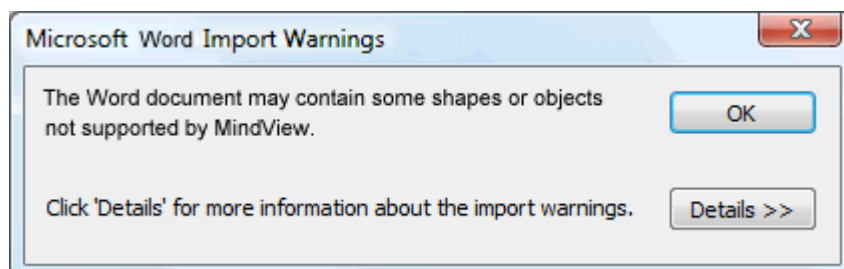 Microsoft Word Import Warnings
The Word document may contain some shapes or objects
not supported by MindView.
OK
Click 'Details' for more information about the import warnings.
Details >>